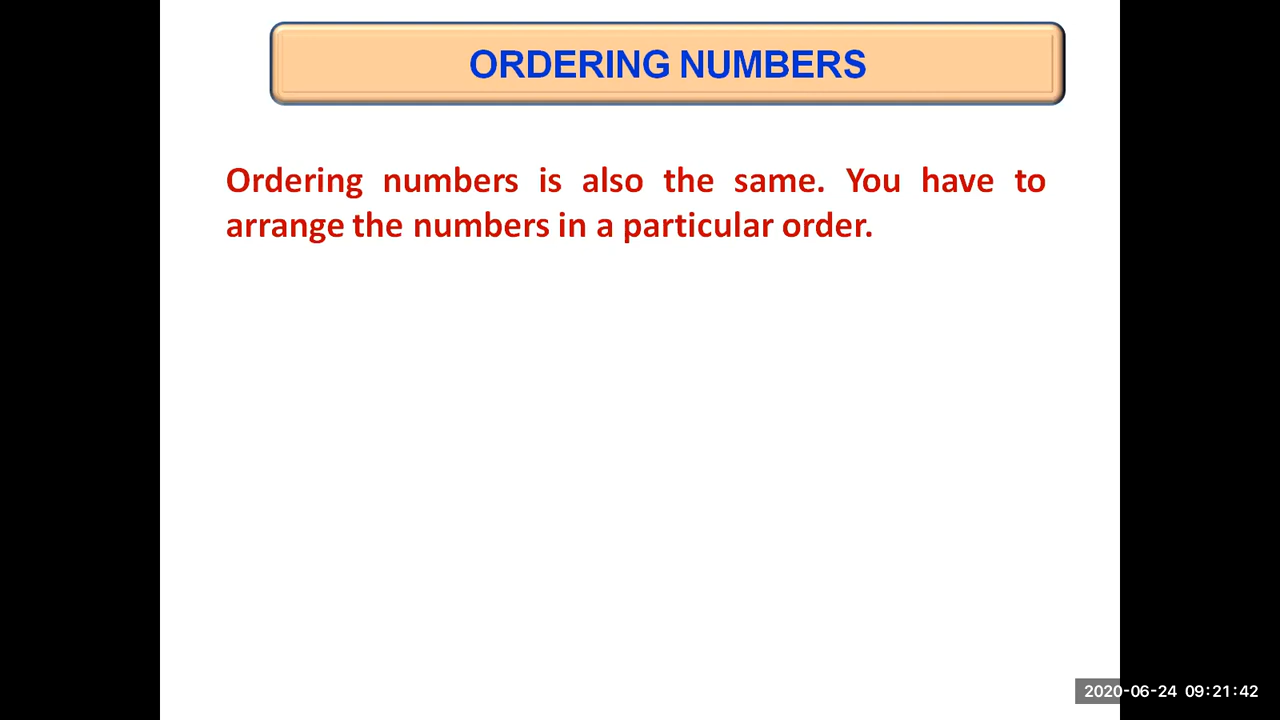 ORDERING NUMBERS
Ordering numbers is also the same. You have to
arrange the numbers in a particular order.
2020-06-24 09:21:42